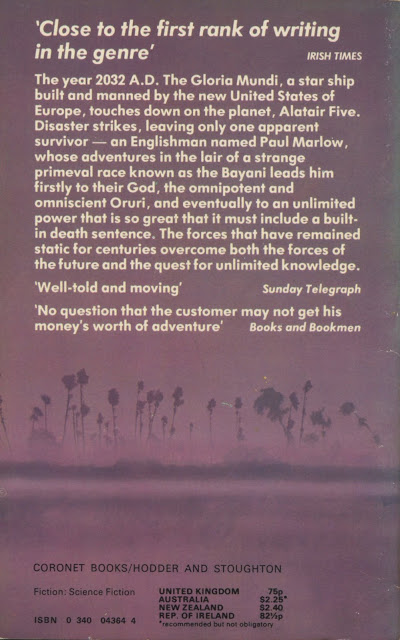 ‘Close to the first rank of writing
in the genre’ IRISH TIMES
The year 2032 A.D. The Gloria Mundi, a star ship
built and manned by the new United States of
Europe, touches down on the planet, Alatair Five.
Disaster strikes, leaving only one apparent
survivor — an Englishman named Paul Marlow,
whose adventures in the lair of a strange
primeval race known as the Bayani leads him
firstly to their God, the omnipotent and
omniscient Oruri, and eventually to an unlimited
power that is so great that it must include a built-
in death sentence. The forces that have remained
static for centuries overcome both the forces of
the future and the quest for unlimited knowledge.
‘Well-told and moving’ Sunday Telegraph
‘No question that the customer may not get his
money's worth of adventure’ Books and Bookmen
CORONET BOOKS/HODDER AND STOUGHTON
Fiction: Science Fiction UNITED KINGDOM 75p
AUSTRALIA $2.25*
NEW ZEALAND $2.40
REP. OF IRELAND 82½p
ISBN 0 340 04364 4 *recommended but not obligatory